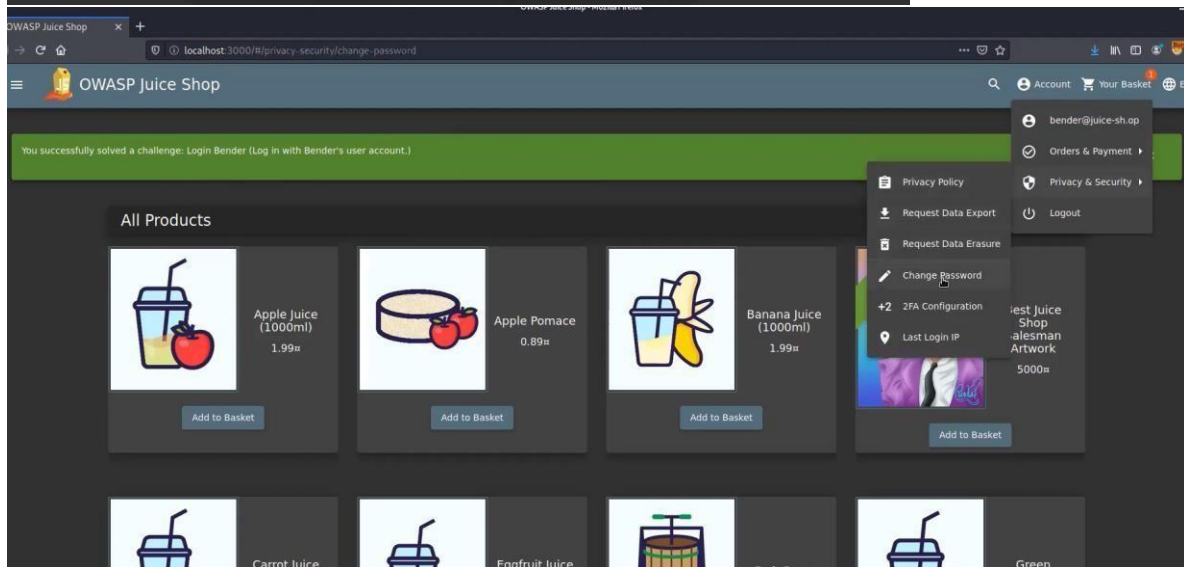 OWASP Juice Shop - Mozilla Firefox
OWASP Juice Shop × +
localhost:3000/#/privacy-security/change-password
OWASP Juice Shop
Account
Your Basket
1
bender@juice-sh.op
You successfully solved a challenge: Login Bender (Log in with Bender's user account.)
Orders & Payment
Privacy & Security
Logout
Privacy Policy
Request Data Export
Request Data Erasure
Change Password
+2 2FA Configuration
Last Login IP
All Products
Apple Juice
(1000ml)
1.99¤
Add to Basket
Apple Pomace
0.89¤
Add to Basket
Banana Juice
(1000ml)
1.99¤
Add to Basket
Juice
Shop
Artwork
5000¤
Add to Basket
Carrot Juice
Eggfruit Juice
Green